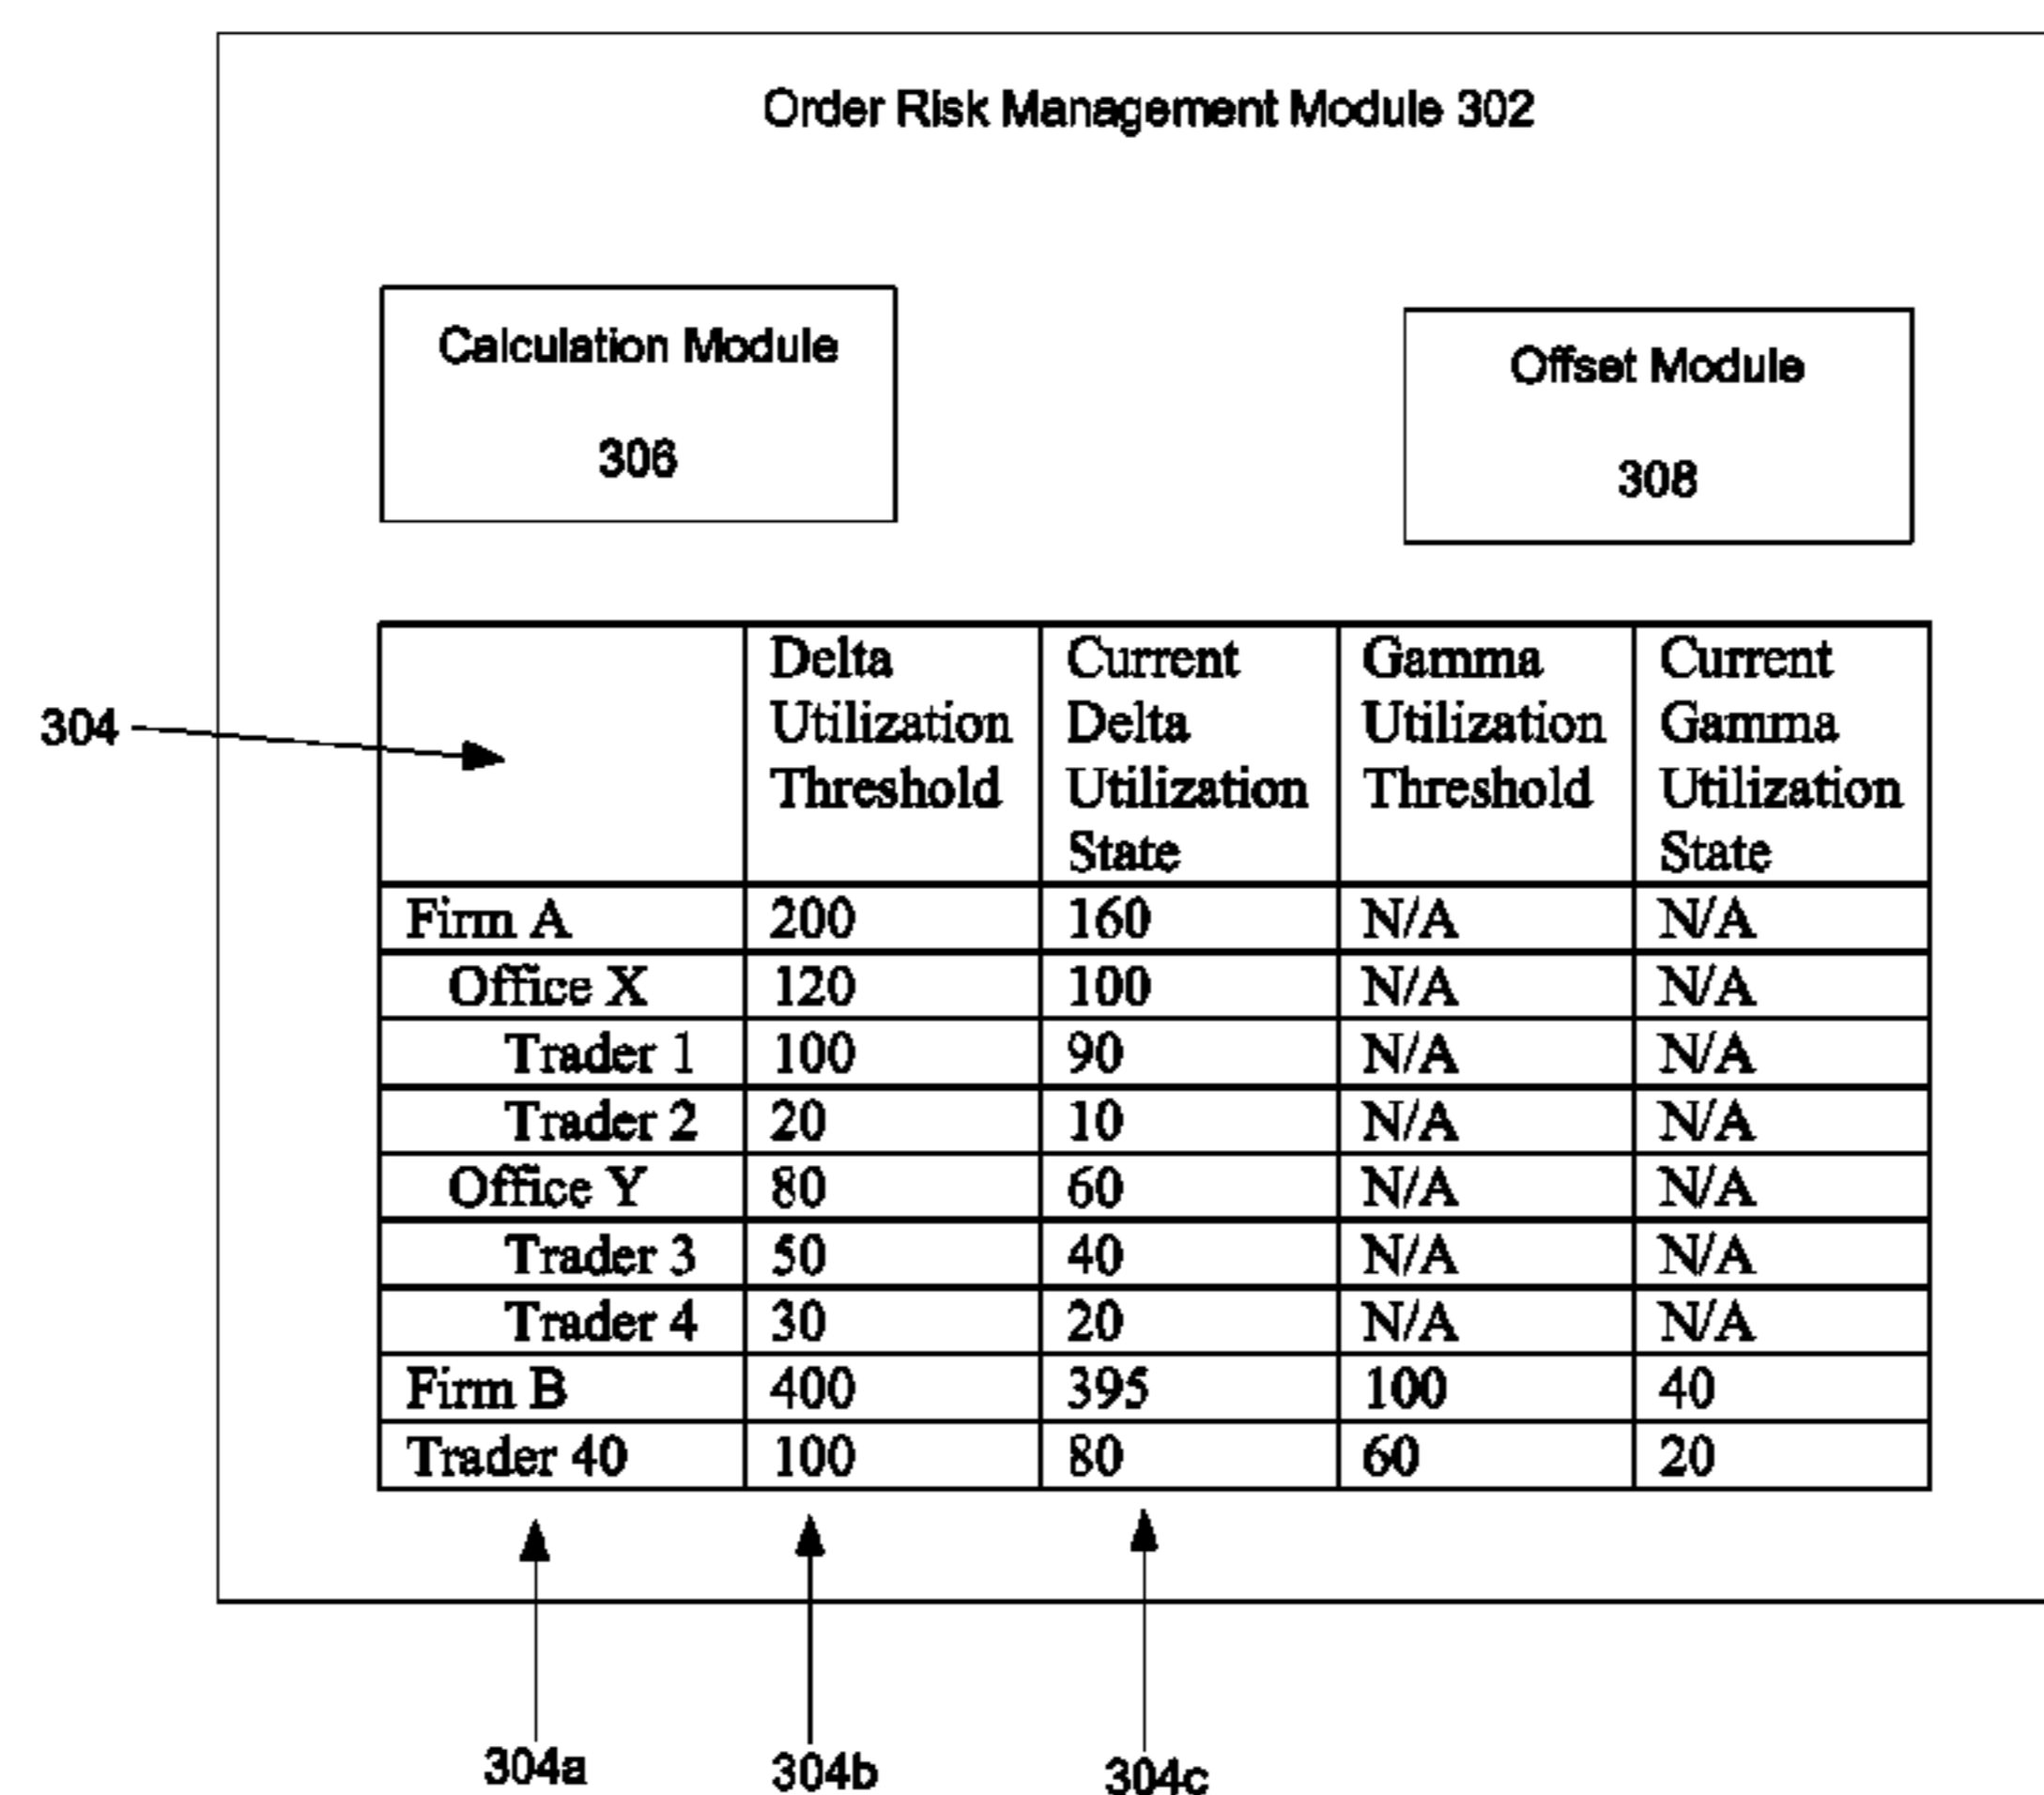 Order Risk Management Module 302
Calculation Module
306
Offset Module
308
304
Delta Utilization Threshold
Current Delta Utilization State
Gamma Utilization Threshold
Current Gamma Utilization State
Firm A 200 160 N/A N/A
Office X 120 100 N/A N/A
Trader 1 100 90 N/A N/A
Trader 2 20 10 N/A N/A
Office Y 80 60 N/A N/A
Trader 3 50 40 N/A N/A
Trader 4 30 20 N/A N/A
Firm B 400 395 100 40
Trader 40 100 80 60 20
304a 304b 304c